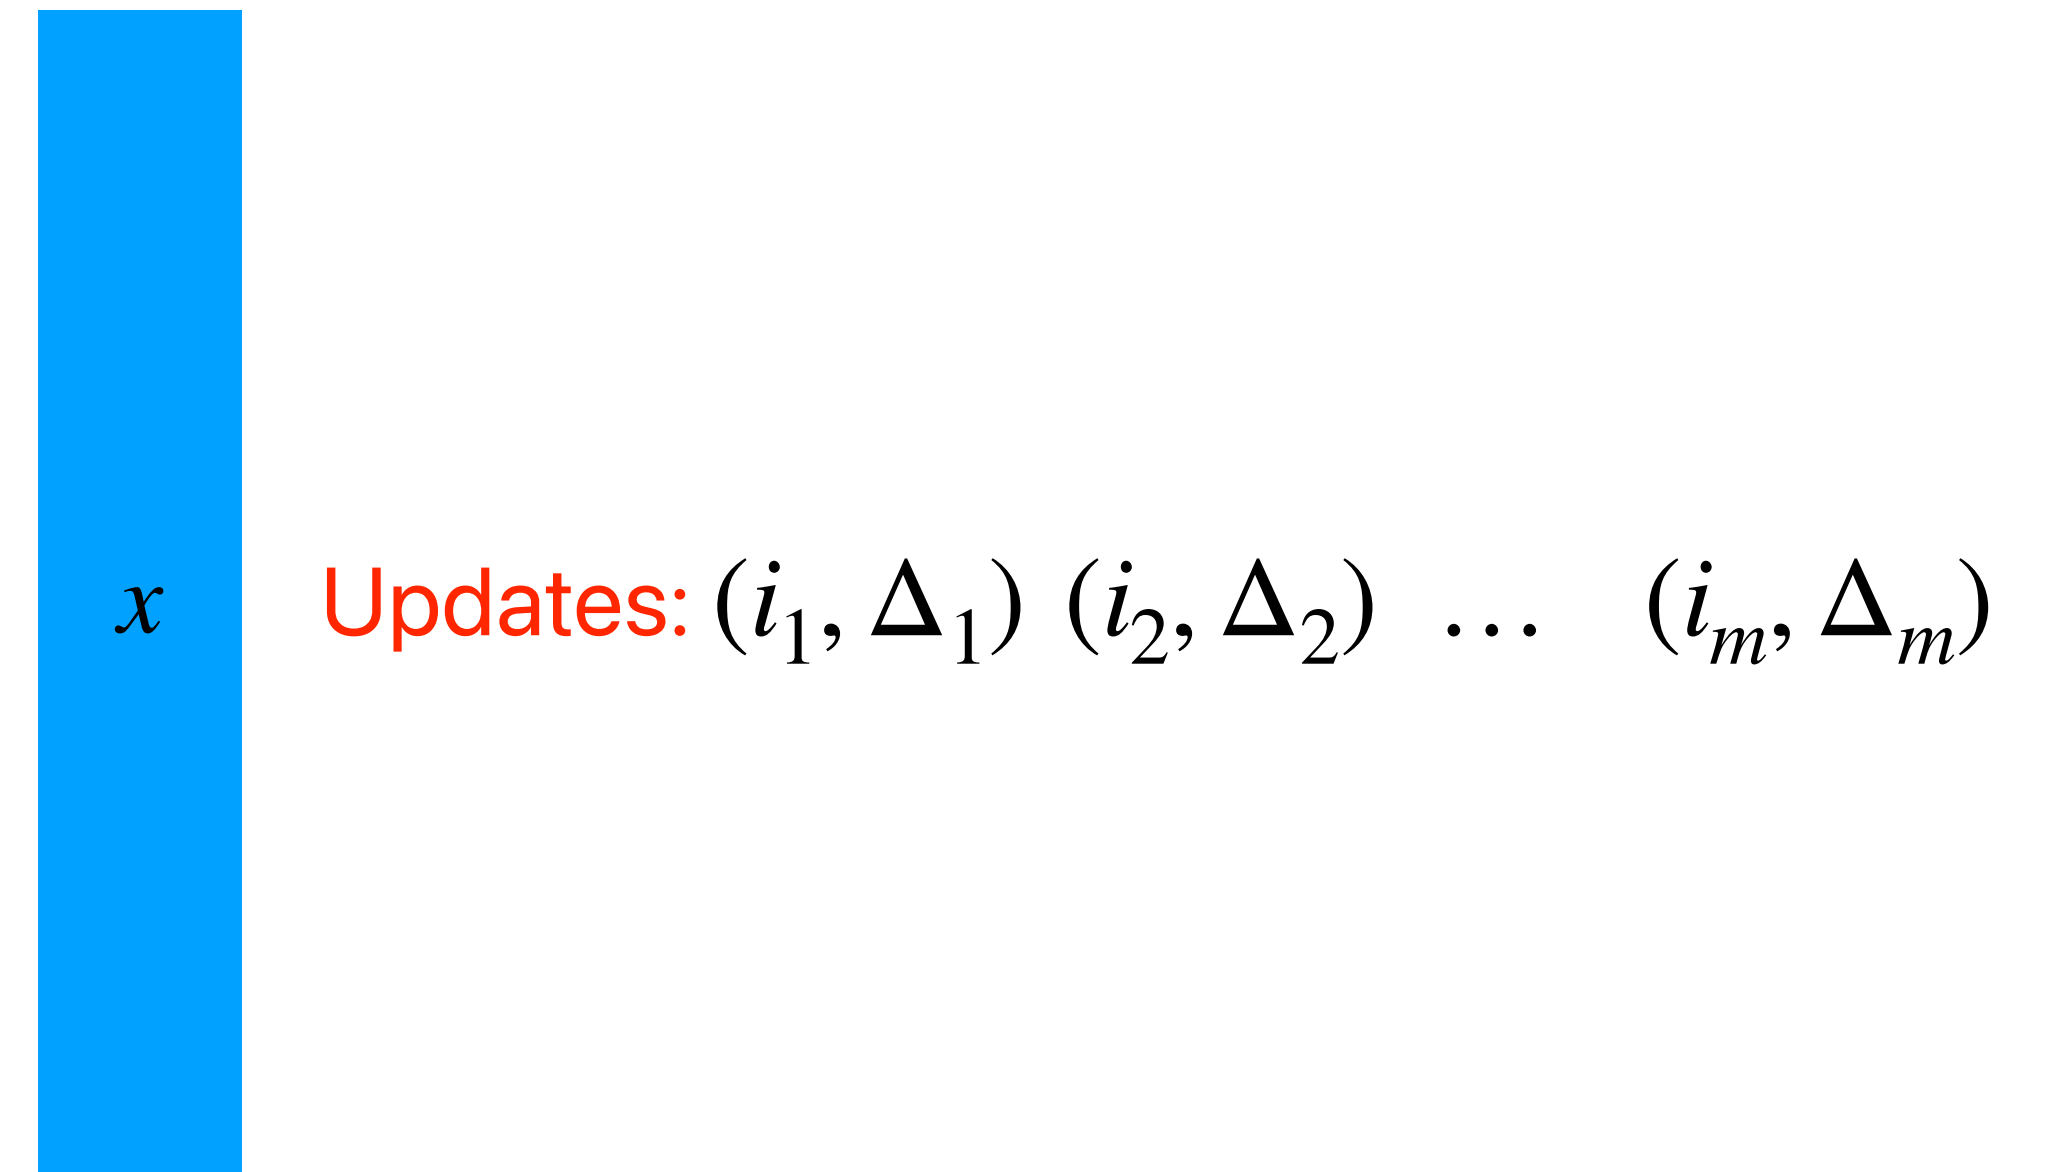 x Updates: (i₁, Δ₁) (i₂, Δ₂) … (iₘ, Δₘ)